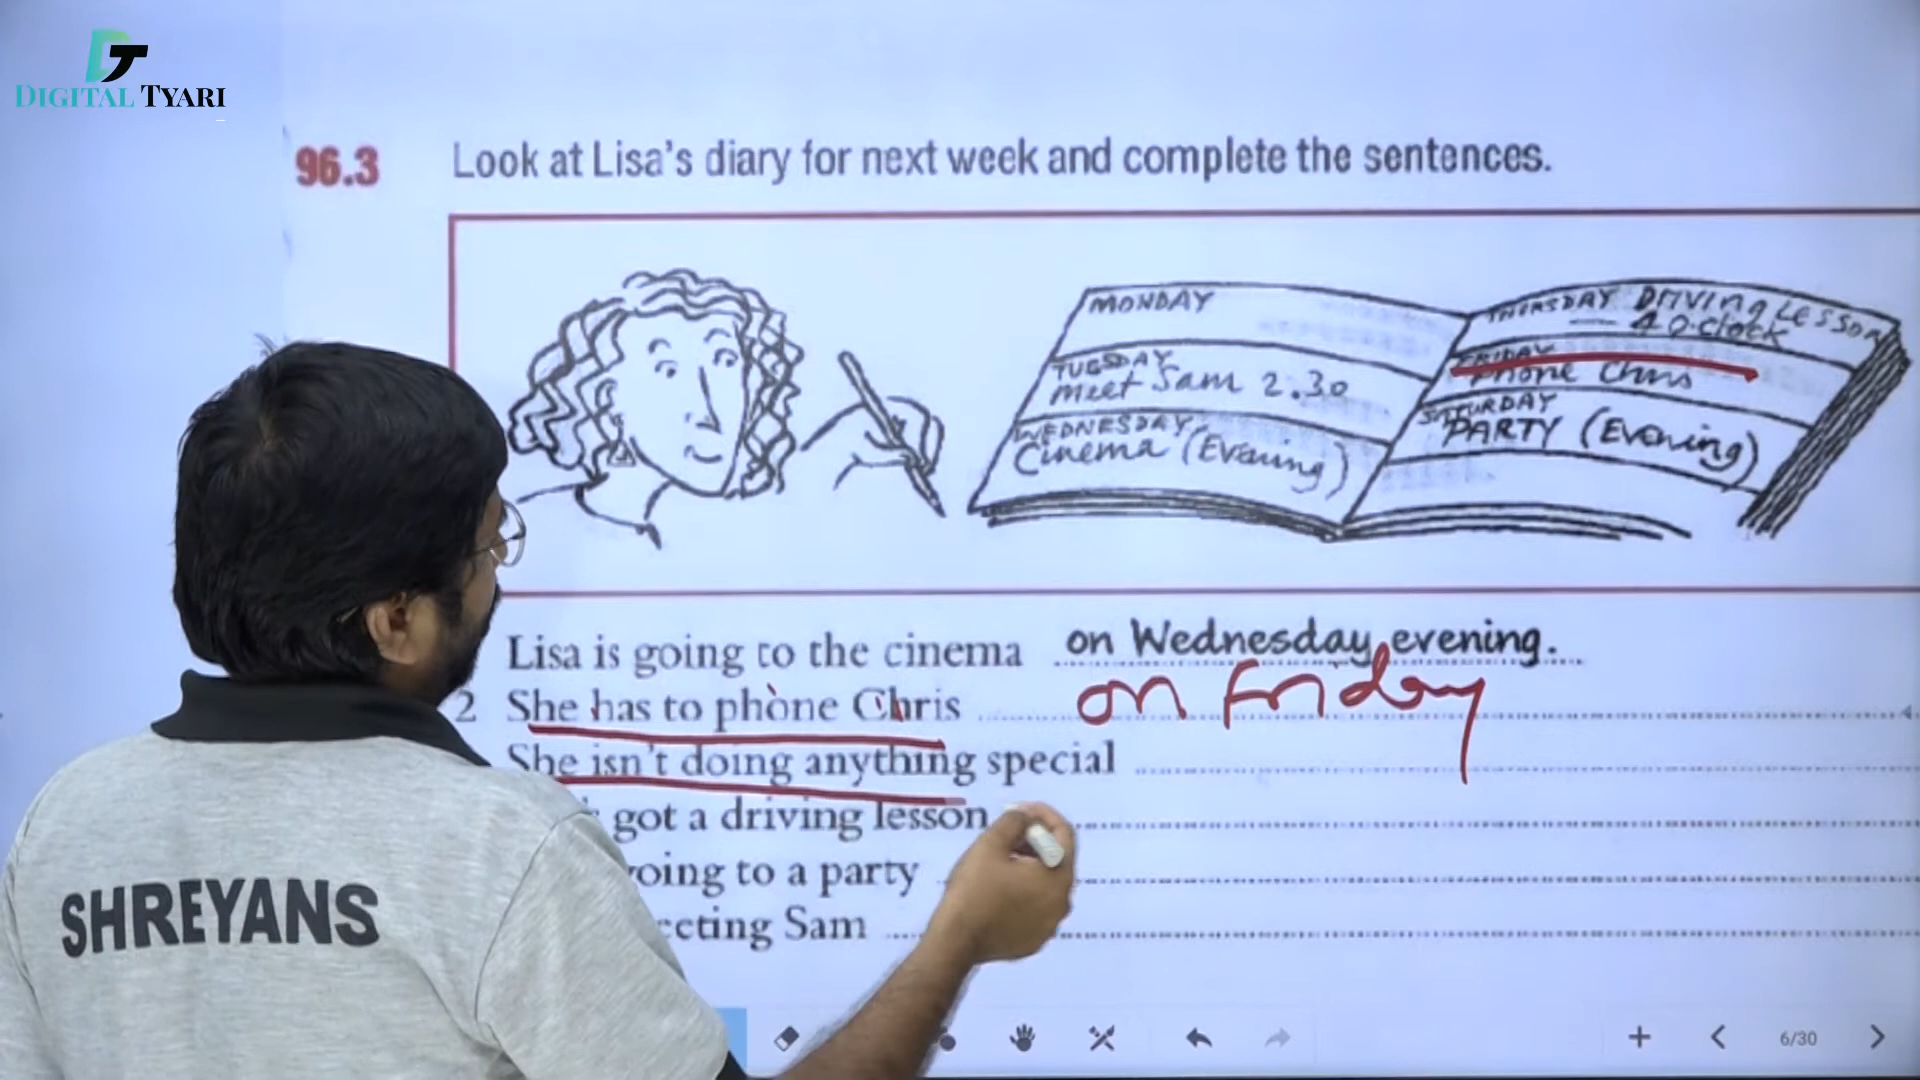 DT
DIGITAL TYARI
96.3 Look at Lisa's diary for next week and complete the sentences.
MONDAY
TUESDAY
Meet Sam 2.30
WEDNESDAY
Cinema (Evening)
THURSDAY DRIVING LESSON
4 o'clock
FRIDAY
Phone Chris
SATURDAY
PARTY (Evening)
Lisa is going to the cinema on Wednesday evening.
2 She has to phone Chris on Friday
She isn't doing anything special
got a driving lesson
going to a party
eeting Sam
SHREYANS
6/30